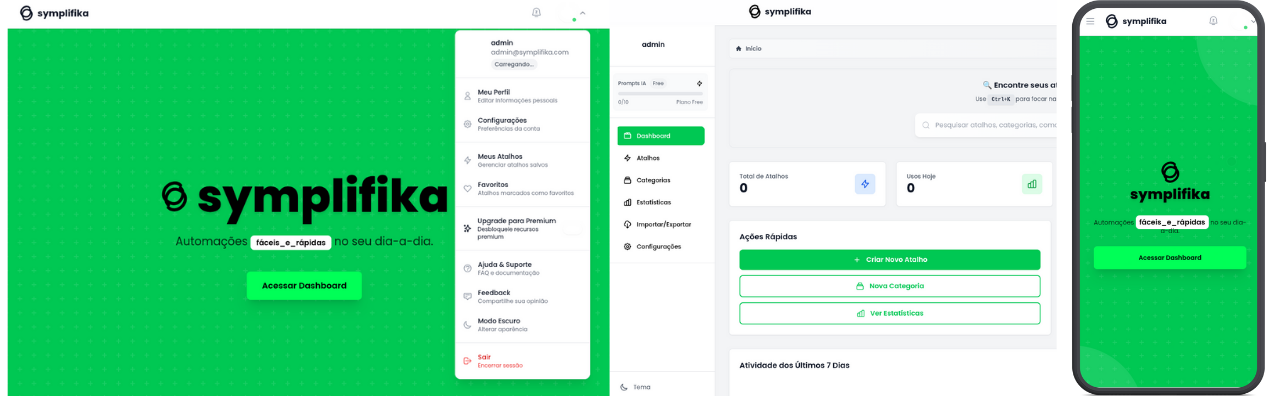 symplifika
admin
admin@symplifika.com
Carregando...
Meu Perfil
Editar informações pessoais
Configurações
Preferências da conta
Meus Atalhos
Gerenciar atalhos salvos
Favoritos
Atalhos marcados como favoritos
Upgrade para Premium
Desbloqueie recursos
premium
Ajuda & Suporte
FAQ e documentação
Feedback
Compartilhe sua opinião
Modo Escuro
Alterar aparência
Sair
Encerrar sessão
symplifika
Automações fáceis_e_rápidas no seu dia-a-dia.
Acessar Dashboard
symplifika
admin
Prompts IA Free
0/10 Plano Free
Dashboard
Atalhos
Categorias
Estatísticas
Importar/Exportar
Configurações
Tema
Início
Encontre seus at
Use Ctrl+K para focar na
Pesquisar atalhos, categorias, como
Total de Atalhos
0
Usos Hoje
0
Ações Rápidas
+ Criar Novo Atalho
Nova Categoria
Ver Estatísticas
Atividade dos Últimos 7 Dias
symplifika
symplifika
Automações fáceis_e_rápidas no seu dia-
a-dia.
Acessar Dashboard